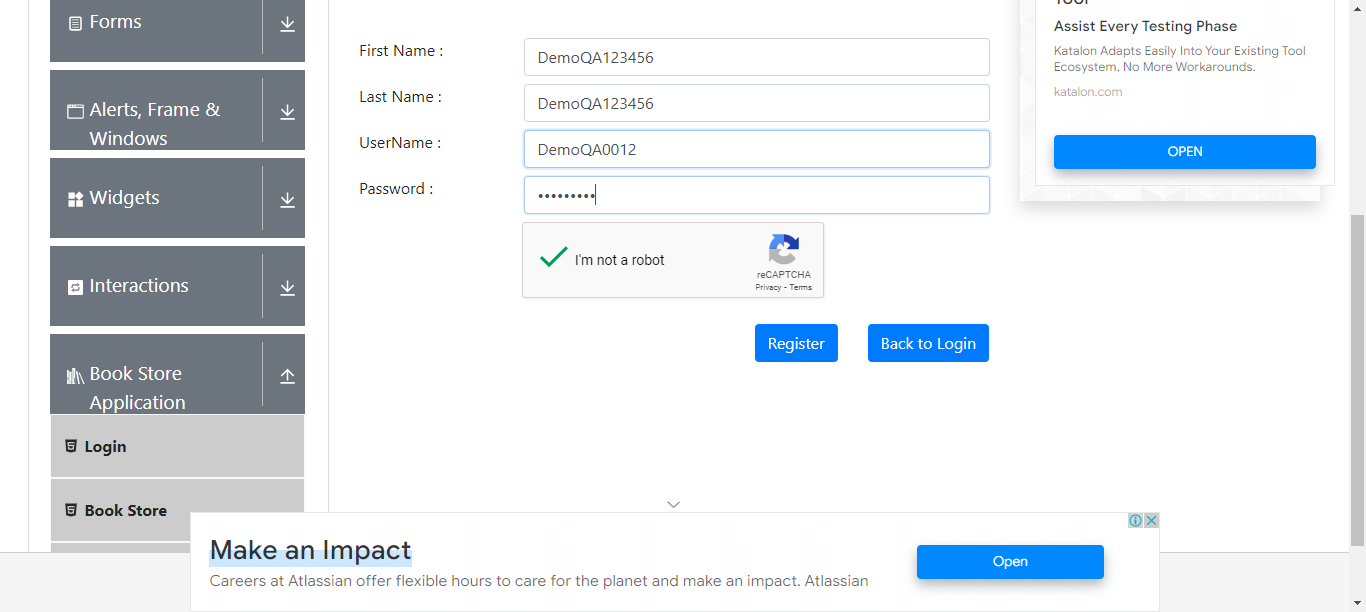 Forms
Alerts, Frame &
Windows
Widgets
Interactions
Book Store
Application
Login
Book Store
First Name :
DemoQA123456
Last Name :
DemoQA123456
UserName :
DemoQA0012
Password :
•••••••••
I'm not a robot
reCAPTCHA
Privacy - Terms
Register
Back to Login
Assist Every Testing Phase
Katalon Adapts Easily Into Your Existing Tool
Ecosystem, No More Workarounds.
katalon.com
OPEN
Make an Impact
Careers at Atlassian offer flexible hours to care for the planet and make an impact. Atlassian
Open